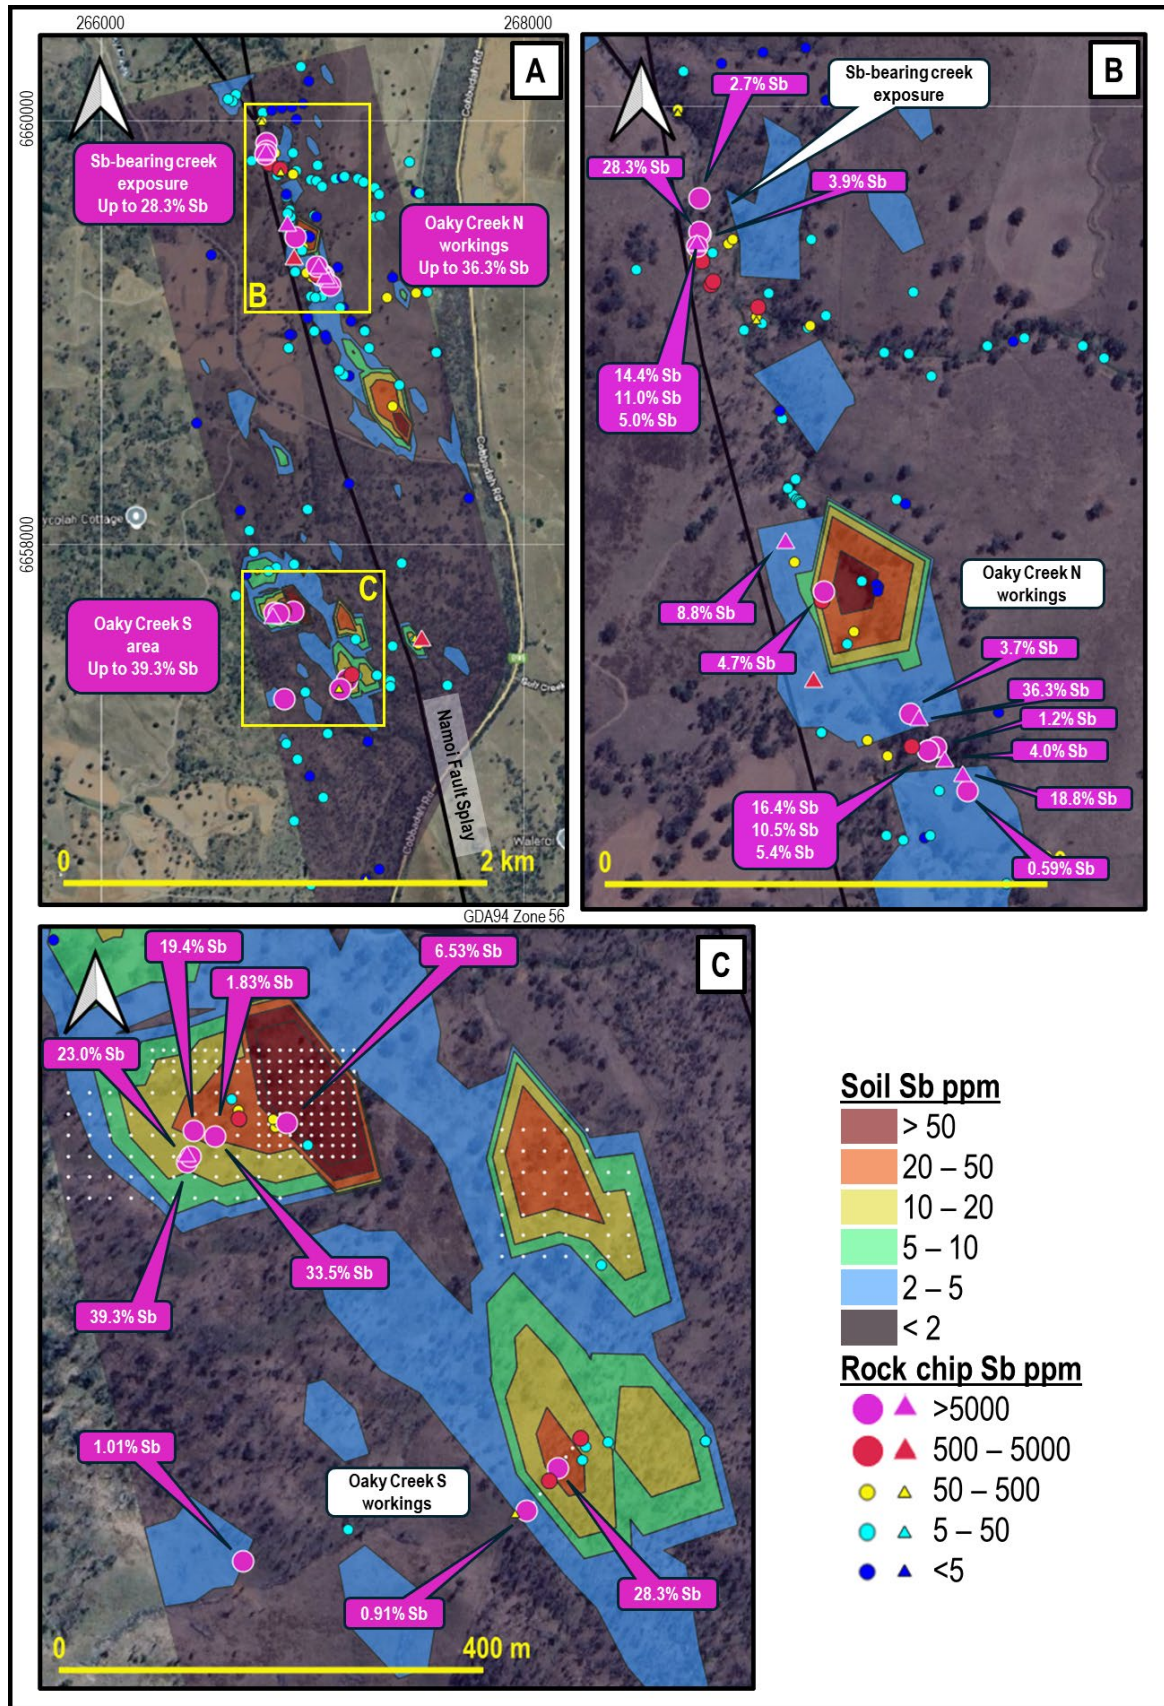 266000
268000
6660000
6658000
A
Sb-bearing creek
exposure
Up to 28.3% Sb
Oaky Creek N
workings
Up to 36.3% Sb
B
Cobbadah Rd
Cobbadah Rd
Cottage
C
Oaky Creek S
area
Up to 39.3% Sb
Namoi Fault Splay
Cobbadah Rd
0
2 km
GDA94 Zone 56
B
2.7% Sb
Sb-bearing creek
exposure
28.3% Sb
3.9% Sb
14.4% Sb
11.0% Sb
5.0% Sb
8.8% Sb
4.7% Sb
Oaky Creek N
workings
3.7% Sb
36.3% Sb
1.2% Sb
4.0% Sb
18.8% Sb
16.4% Sb
10.5% Sb
5.4% Sb
0.59% Sb
0
C
19.4% Sb
6.53% Sb
1.83% Sb
23.0% Sb
33.5% Sb
39.3% Sb
1.01% Sb
Oaky Creek S
workings
0.91% Sb
28.3% Sb
0
400 m
Soil Sb ppm
> 50
20 – 50
10 – 20
5 – 10
2 – 5
< 2
Rock chip Sb ppm
>5000
500 – 5000
50 – 500
5 – 50
<5